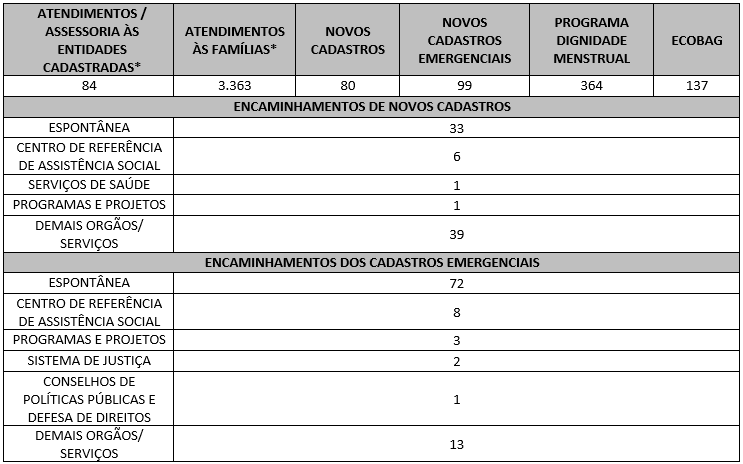 ATENDIMENTOS /
ASSESSORIA ÀS
ENTIDADES
CADASTRADAS*
ATENDIMENTOS
ÀS FAMÍLIAS*
NOVOS
CADASTROS
NOVOS
CADASTROS
EMERGENCIAIS
PROGRAMA
DIGNIDADE
MENSTRUAL
ECOBAG
84
3.363
80
99
364
137
ENCAMINHAMENTOS DE NOVOS CADASTROS
ESPONTÂNEA
33
CENTRO DE REFERÊNCIA
DE ASSISTÊNCIA SOCIAL
6
SERVIÇOS DE SAÚDE
1
PROGRAMAS E PROJETOS
1
DEMAIS ORGÃOS/
SERVIÇOS
39
ENCAMINHAMENTOS DOS CADASTROS EMERGENCIAIS
ESPONTÂNEA
72
CENTRO DE REFERÊNCIA
DE ASSISTÊNCIA SOCIAL
8
PROGRAMAS E PROJETOS
3
SISTEMA DE JUSTIÇA
2
CONSELHOS DE
POLÍTICAS PÚBLICAS E
DEFESA DE DIREITOS
1
DEMAIS ORGÃOS/
SERVIÇOS
13